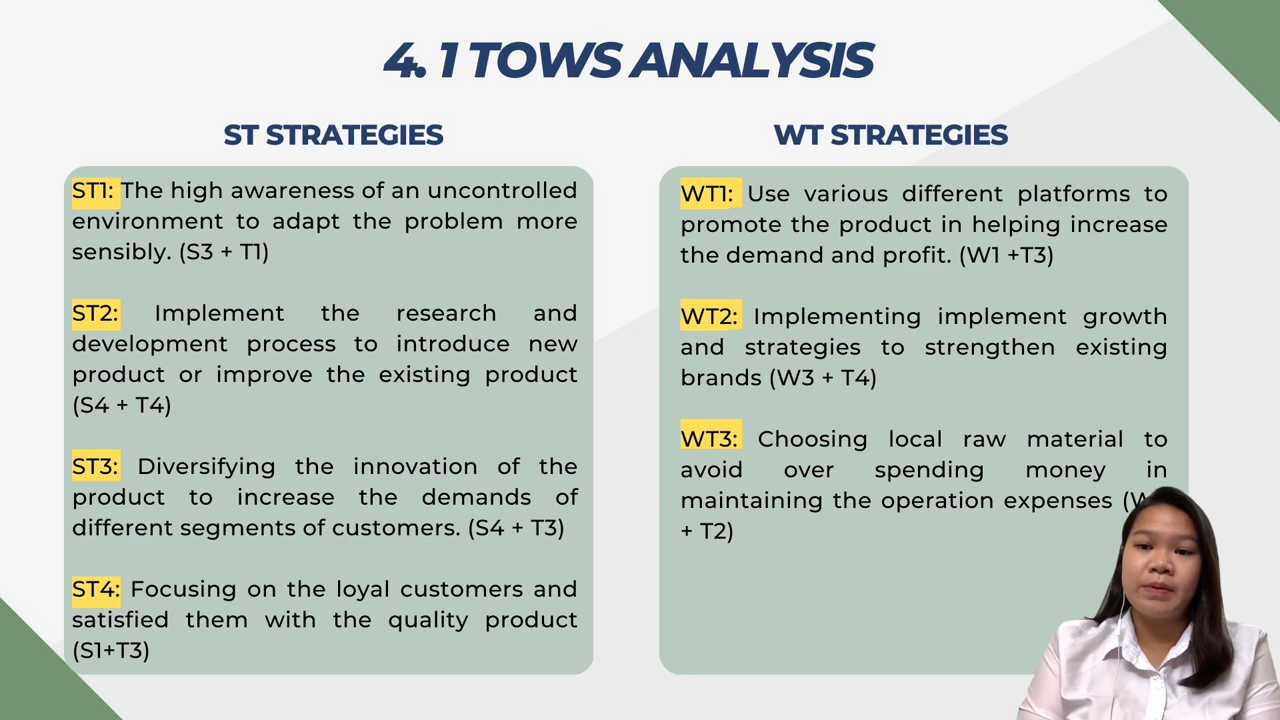 4. 1 TOWS ANALYSIS
ST STRATEGIES
ST1: The high awareness of an uncontrolled
environment to adapt the problem more
sensibly. (S3 + T1)
ST2: Implement the research and
development process to introduce new
product or improve the existing product
(S4 + T4)
ST3: Diversifying the innovation of the
product to increase the demands of
different segments of customers. (S4 + T3)
ST4: Focusing on the loyal customers and
satisfied them with the quality product
(S1+T3)
WT STRATEGIES
WT1: Use various different platforms to
promote the product in helping increase
the demand and profit. (W1 +T3)
WT2: Implementing implement growth
and strategies to strengthen existing
brands (W3 + T4)
WT3: Choosing local raw material to
avoid over spending money in
maintaining the operation expenses
+ T2)